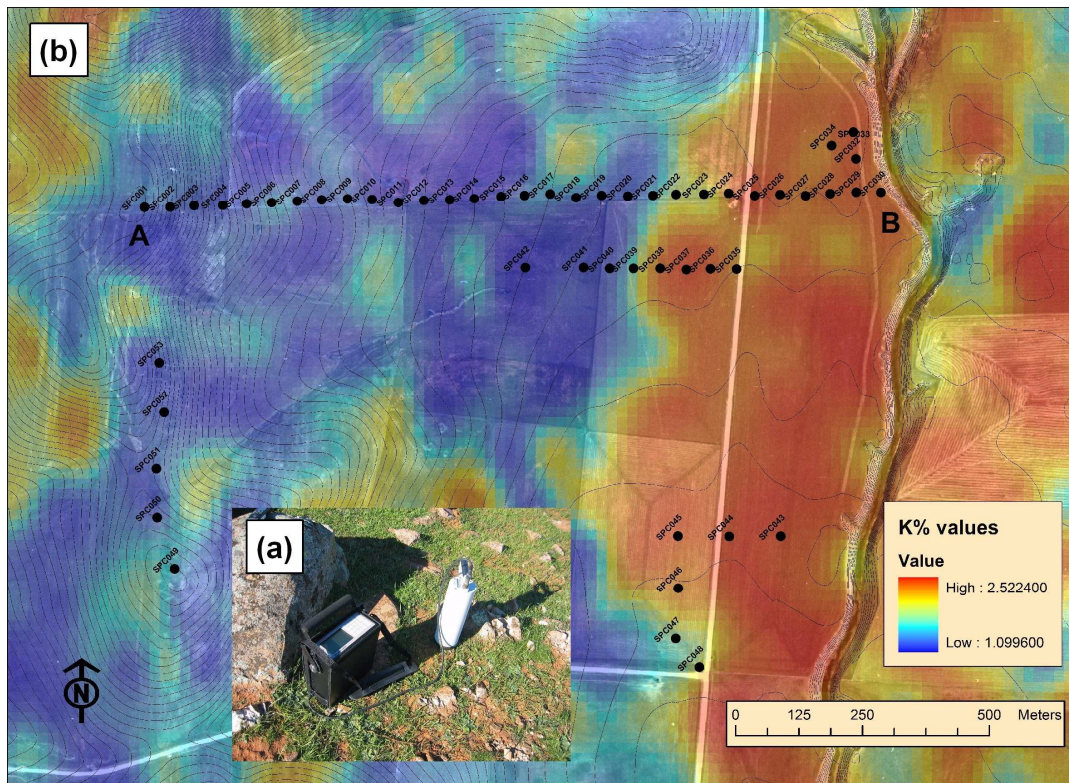 (b)
SPC001
SPC002
SPC003
SPC004
SPC005
SPC006
SPC007
SPC008
SPC009
SPC010
SPC011
SPC012
SPC013
SPC014
SPC015
SPC016
SPC017
SPC018
SPC019
SPC020
SPC021
SPC022
SPC023
SPC024
SPC025
SPC026
SPC027
SPC028
SPC029
SPC030
SPC034
SPC033
SPC032
A
B
SPC042
SPC041
SPC040
SPC039
SPC038
SPC037
SPC036
SPC035
SPC053
SPC052
SPC051
SPC050
SPC049
SPC045
SPC044
SPC043
SPC046
SPC047
SPC048
(a)
K% values
Value
High : 2.522400
Low : 1.099600
N
0 125 250 500 Meters